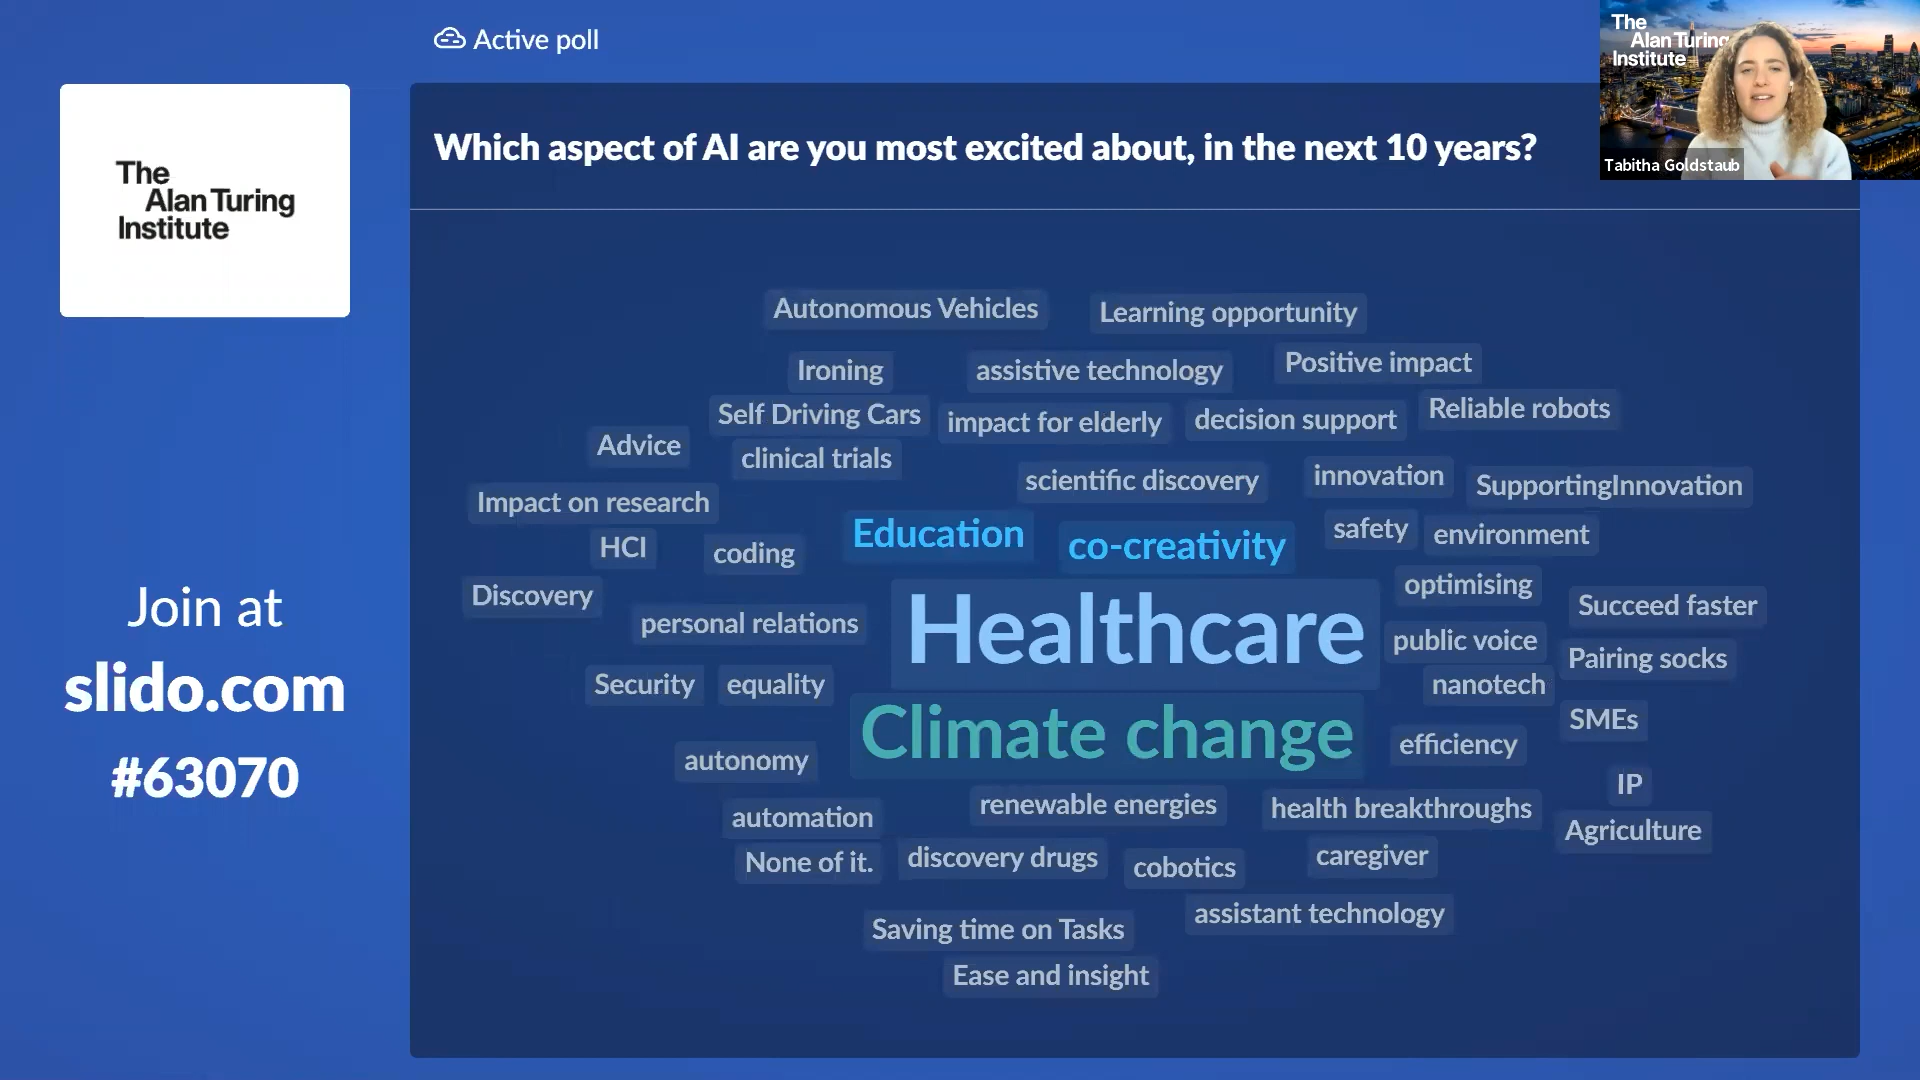 Active poll
The
Alan Turing
Institute
Tabitha Goldstaub
The
Alan Turing
Institute
Join at
slido.com
#63070
Which aspect of AI are you most excited about, in the next 10 years?
Autonomous Vehicles
Learning opportunity
Ironing
assistive technology
Positive impact
Self Driving Cars
impact for elderly
decision support
Reliable robots
Advice
clinical trials
scientific discovery
innovation
SupportingInnovation
Impact on research
HCI
coding
Education
co-creativity
safety
environment
Discovery
personal relations
Healthcare
optimising
Succeed faster
public voice
Pairing socks
Security
equality
nanotech
Climate change
SMEs
autonomy
efficiency
IP
automation
renewable energies
health breakthroughs
Agriculture
None of it.
discovery drugs
cobotics
caregiver
Saving time on Tasks
assistant technology
Ease and insight